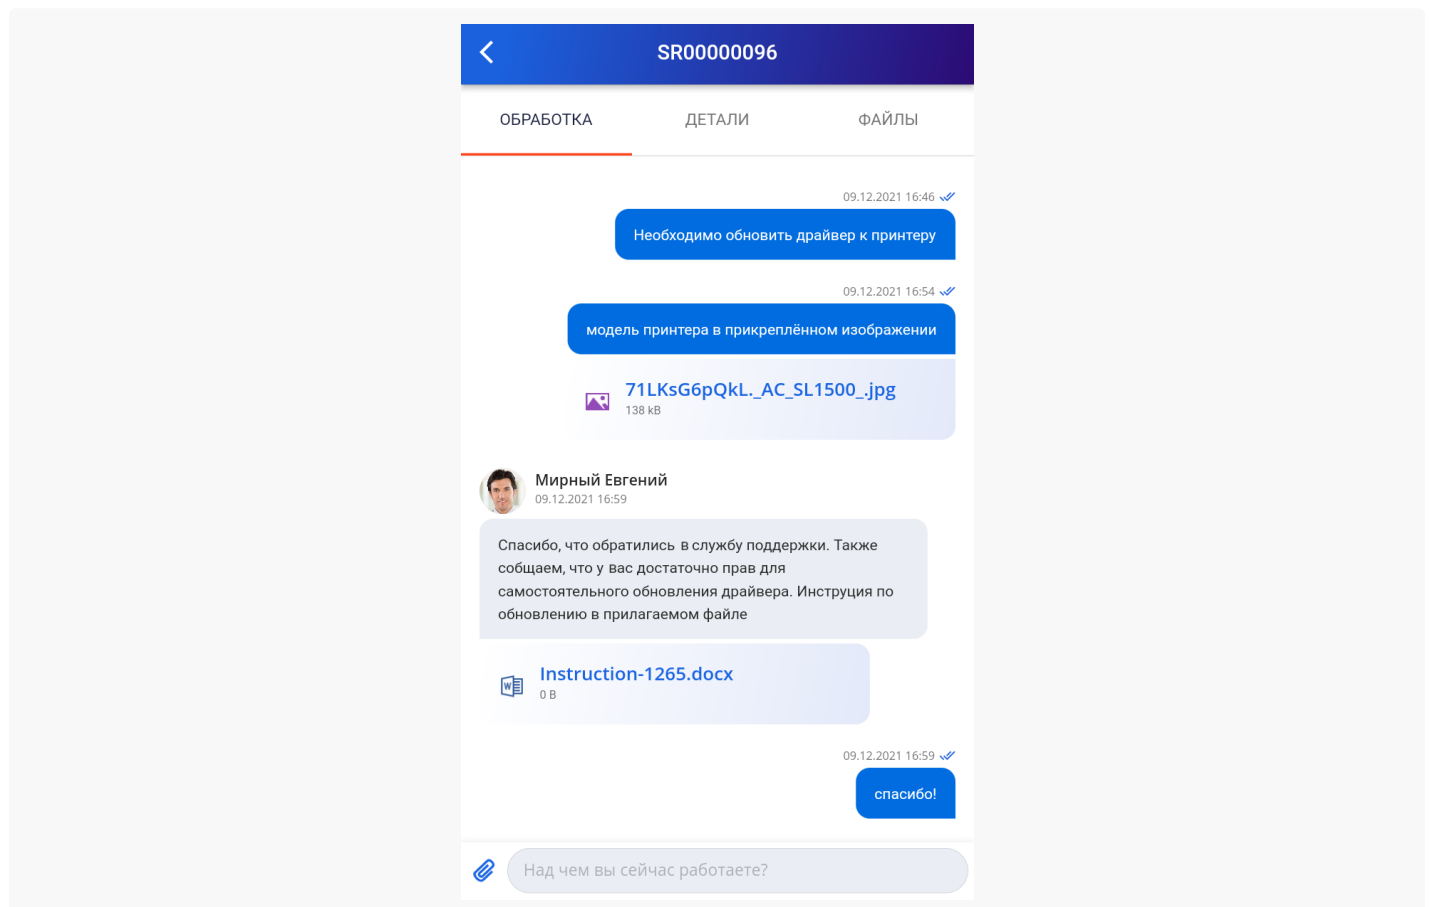 SR00000096
ОБРАБОТКА
ДЕТАЛИ
ФАЙЛЫ
09.12.2021 16:46
Необходимо обновить драйвер к принтеру
09.12.2021 16:54
модель принтера в прикреплённом изображении
71LKsG6pQkL._AC_SL1500_.jpg
138 kB
Мирный Евгений
09.12.2021 16:59
Спасибо, что обратились в службу поддержки. Также
собщаем, что у вас достаточно прав для
самостоятельного обновления драйвера. Инструция по
обновлению в прилагаемом файле
W
Instruction-1265.docx
0 B
09.12.2021 16:59
спасибо!
Над чем вы сейчас работаете?